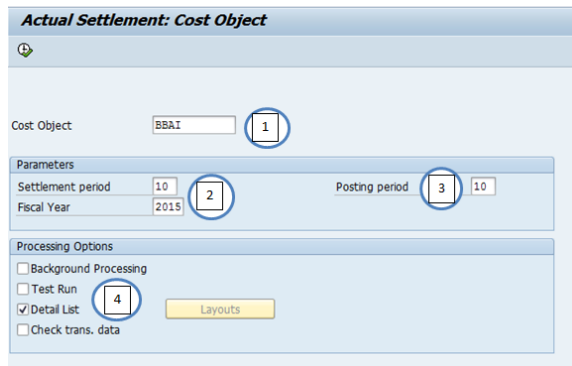 Actual Settlement: Cost Object
Cost Object BBAI 1
Parameters
Settlement period 10 Posting period 3 10
2
Fiscal Year 2015
Processing Options
Background Processing
Test Run
4
Detail List Layouts
Check trans. data